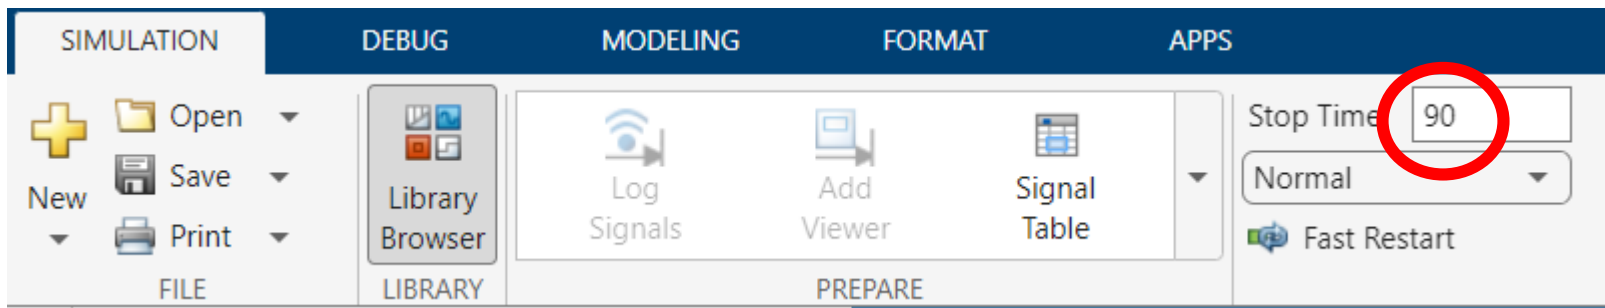 SIMULATION DEBUG MODELING FORMAT APPS
New
Open
Save
Print
FILE
Library
Browser
LIBRARY
Log
Signals
Add
Viewer
Signal
Table
PREPARE
Stop Time 90
Normal
Fast Restart